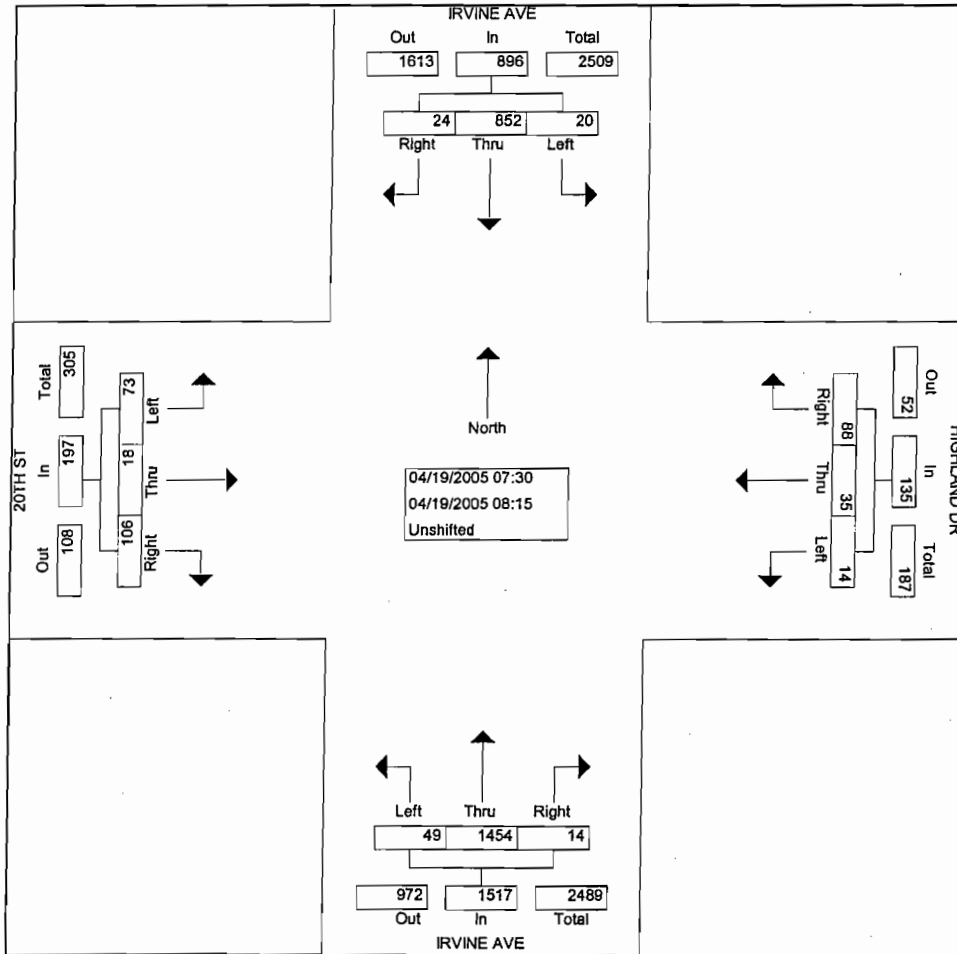 IRVINE AVE
Out In Total
1613 896 2509
24 852 20
Right Thru Left
20TH ST
Total In Out
305 197 108
73 18 106
Left Thru Right
North
04/19/2005 07:30
04/19/2005 08:15
Unshifted
Right Thru Left
86 35 14
52 135 187
Out In Total
HIGHLAND DR
Left Thru Right
49 1454 14
972 1517 2489
Out In Total
IRVINE AVE